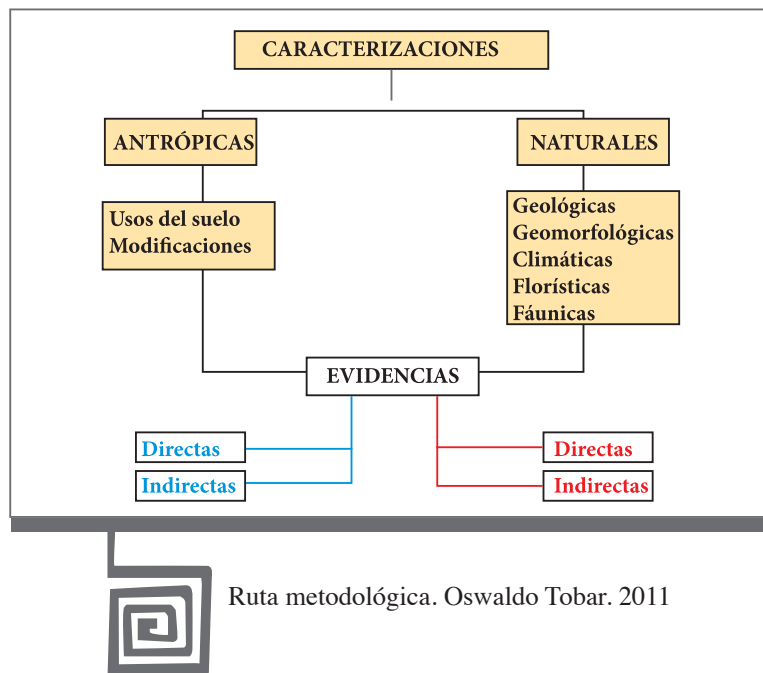 CARACTERIZACIONES
ANTRÓPICAS
NATURALES
Usos del suelo
Modificaciones
Geológicas
Geomorfológicas
Climáticas
Florísticas
Fáunicas
EVIDENCIAS
Directas
Indirectas
Directas
Indirectas
Ruta metodológica. Oswaldo Tobar. 2011